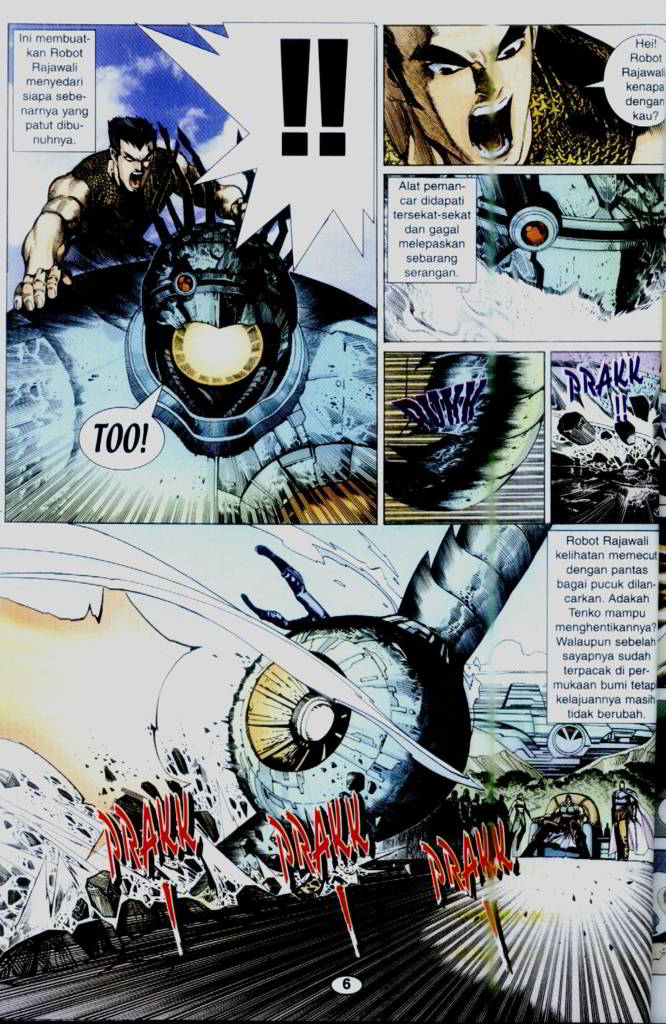 Ini membuat-
kan Robot
Rajawali
menyedari
siapa sebe-
narnya yang
patut dibu-
nuhnya.
!!
TOO!
Hei!
Robot
Rajawali
kenapa
dengan
kau?
Alat peman-
car didapati
tersekat-sekat
dan gagal
melepaskan
sebarang
serangan.
PRAKK
!!
Robot Rajawali
kelihatan memecut
dengan pantas
bagai pucuk dilan-
carkan. Adakah
Tenko mampu
menghentikannya?
Walaupun sebelah
sayapnya sudah
terpacak di per-
mukaan bumi tetap
kelajuannya masih
tidak berubah.
PRAKK!
PRAKK!
PRAKK!
6